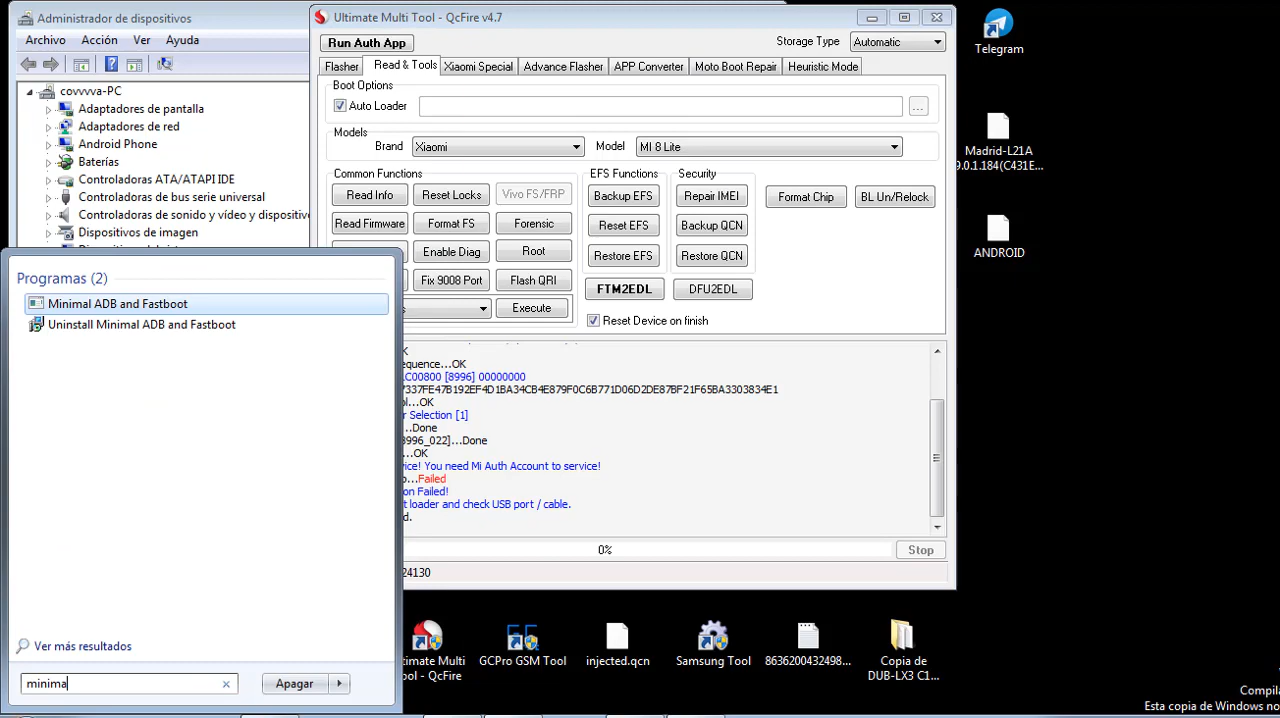 Administrador de dispositivos
Archivo Acción Ver Ayuda
covvvva-PC
Adaptadores de pantalla
Adaptadores de red
Android Phone
Baterías
Controladoras ATA/ATAPI IDE
Controladoras de bus serie universal
Controladoras de sonido y vídeo y dispositivo
Dispositivos de imagen
Ultimate Multi Tool - QcFire v4.7
Run Auth App
Storage Type Automatic
Flasher Read & Tools Xiaomi Special Advance Flasher APP Converter Moto Boot Repair Heuristic Mode
Boot Options
Auto Loader ...
Models
Brand Xiaomi Model MI 8 Lite
Common Functions EFS Functions Security
Read Info Reset Locks Vivo FS/FRP Backup EFS Repair IMEI Format Chip BL Un/Relock
Read Firmware Format FS Forensic Reset EFS Backup QCN
Enable Diag Root Restore EFS Restore QCN
Fix 9008 Port Flash QRI FTM2EDL DFU2EDL
s Execute
Reset Device on finish
K
equence...OK
C00800 [8996] 00000000
7337FE47B192EF4D1BA34CB4E879F0C6B771D06D2DE87BF21F65BA3303834E1
ol...OK
r Selection [1]
...Done
8996_022]...Done
...OK
vice! You need Mi Auth Account to service!
o...Failed
on Failed!
t loader and check USB port / cable.
d.
0% Stop
24130
Programas (2)
Minimal ADB and Fastboot
Uninstall Minimal ADB and Fastboot
Ver más resultados
minima
Apagar
Telegram
Madrid-L21A
9.0.1.184(C431E...
ANDROID
timate Multi
ool - QcFire
GCPro GSM Tool
injected.qcn
Samsung Tool
8636200432498...
Copia de
DUB-LX3 C1...
Compila
Esta copia de Windows no